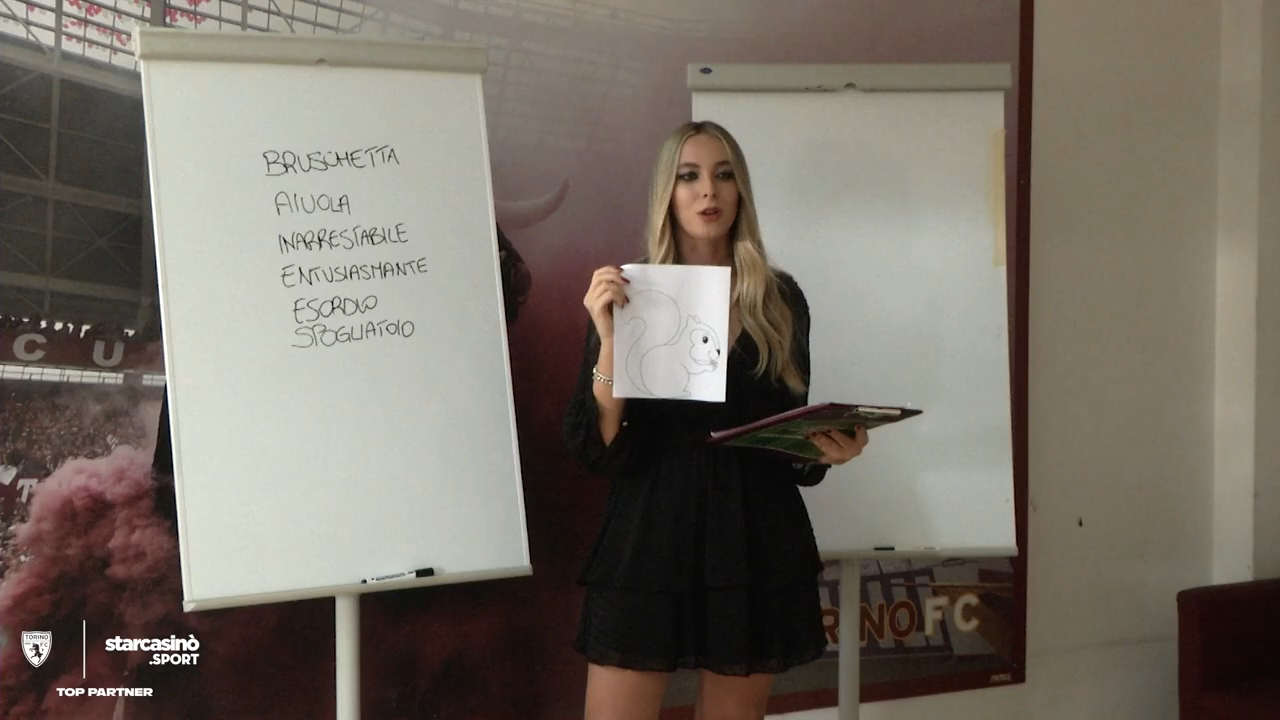 BRUSCHETTA
AIUOLA
INARRESTABILE
ENTUSIASMANTE
ESORDIO
SPOGLIATOIO
CU
RINO FC
TORINO
starcasinò
.SPORT
TOP PARTNER